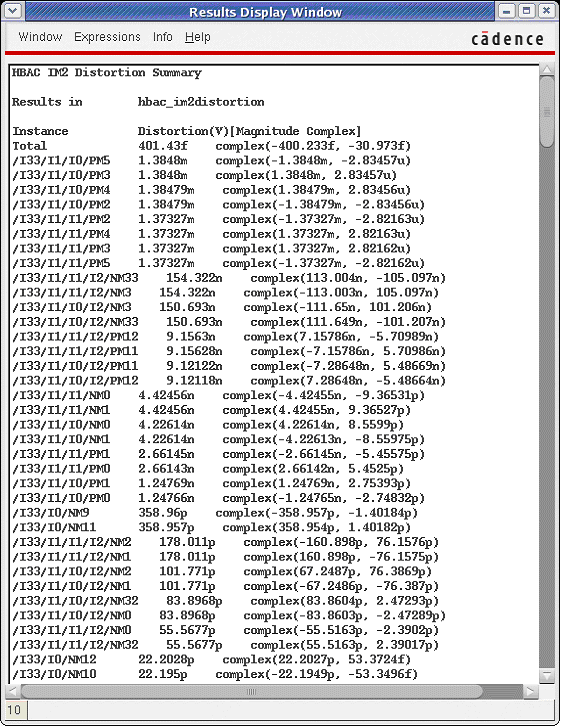 Results Display Window
Window Expressions Info Help
cādence
HBAC IM2 Distortion Summary
Results in hbac_im2distortion
Instance Distortion(V)[Magnitude Complex]
Total 401.43f complex(-400.233f, -30.973f)
/I33/I1/I0/PM5 1.3848m complex(-1.3848m, -2.83457u)
/I33/I1/I0/PM3 1.3848m complex(1.3848m, 2.83457u)
/I33/I1/I0/PM4 1.38479m complex(1.38479m, 2.83456u)
/I33/I1/I0/PM2 1.38479m complex(-1.38479m, -2.83456u)
/I33/I1/I1/PM2 1.37327m complex(-1.37327m, -2.82163u)
/I33/I1/I1/PM4 1.37327m complex(1.37327m, 2.82163u)
/I33/I1/I1/PM3 1.37327m complex(1.37327m, 2.82162u)
/I33/I1/I1/PM5 1.37327m complex(-1.37327m, -2.82162u)
/I33/I1/I1/I2/NM33 154.322n complex(113.004n, -105.097n)
/I33/I1/I1/I2/NM3 154.322n complex(-113.003n, 105.097n)
/I33/I1/I0/I2/NM3 150.693n complex(-111.65n, 101.206n)
/I33/I1/I0/I2/NM33 150.693n complex(111.649n, -101.207n)
/I33/I1/I1/I2/PM12 9.1563n complex(7.15786n, -5.70989n)
/I33/I1/I1/I2/PM11 9.15628n complex(-7.15786n, 5.70986n)
/I33/I1/I0/I2/PM11 9.12122n complex(-7.28648n, 5.48669n)
/I33/I1/I0/I2/PM12 9.12118n complex(7.28648n, -5.48664n)
/I33/I1/I1/NM0 4.42456n complex(-4.42455n, -9.36531p)
/I33/I1/I1/NM1 4.42456n complex(4.42455n, 9.36527p)
/I33/I1/I0/NM0 4.22614n complex(4.22614n, 8.5599p)
/I33/I1/I0/NM1 4.22614n complex(-4.22613n, -8.55975p)
/I33/I1/I1/PM1 2.66145n complex(-2.66145n, -5.45575p)
/I33/I1/I1/PM0 2.66143n complex(2.66142n, 5.4525p)
/I33/I1/I0/PM1 1.24769n complex(1.24769n, 2.75393p)
/I33/I1/I0/PM0 1.24766n complex(-1.24765n, -2.74832p)
/I33/I0/NM9 358.96p complex(-358.957p, -1.40184p)
/I33/I0/NM11 358.957p complex(358.954p, 1.40182p)
/I33/I1/I1/I2/NM2 178.011p complex(-160.898p, 76.1576p)
/I33/I1/I1/I2/NM1 178.011p complex(160.898p, -76.1575p)
/I33/I1/I0/I2/NM2 101.771p complex(67.2487p, 76.3869p)
/I33/I1/I0/I2/NM1 101.771p complex(-67.2486p, -76.387p)
/I33/I1/I0/I2/NM32 83.8968p complex(83.8604p, 2.47293p)
/I33/I1/I0/I2/NM0 83.8968p complex(-83.8603p, -2.47289p)
/I33/I1/I1/I2/NM0 55.5677p complex(-55.5163p, -2.3902p)
/I33/I1/I1/I2/NM32 55.5677p complex(55.5163p, 2.39017p)
/I33/I0/NM12 22.2028p complex(22.2027p, 53.3724f)
/I33/I0/NM10 22.195p complex(-22.1949p, -53.3496f)
10